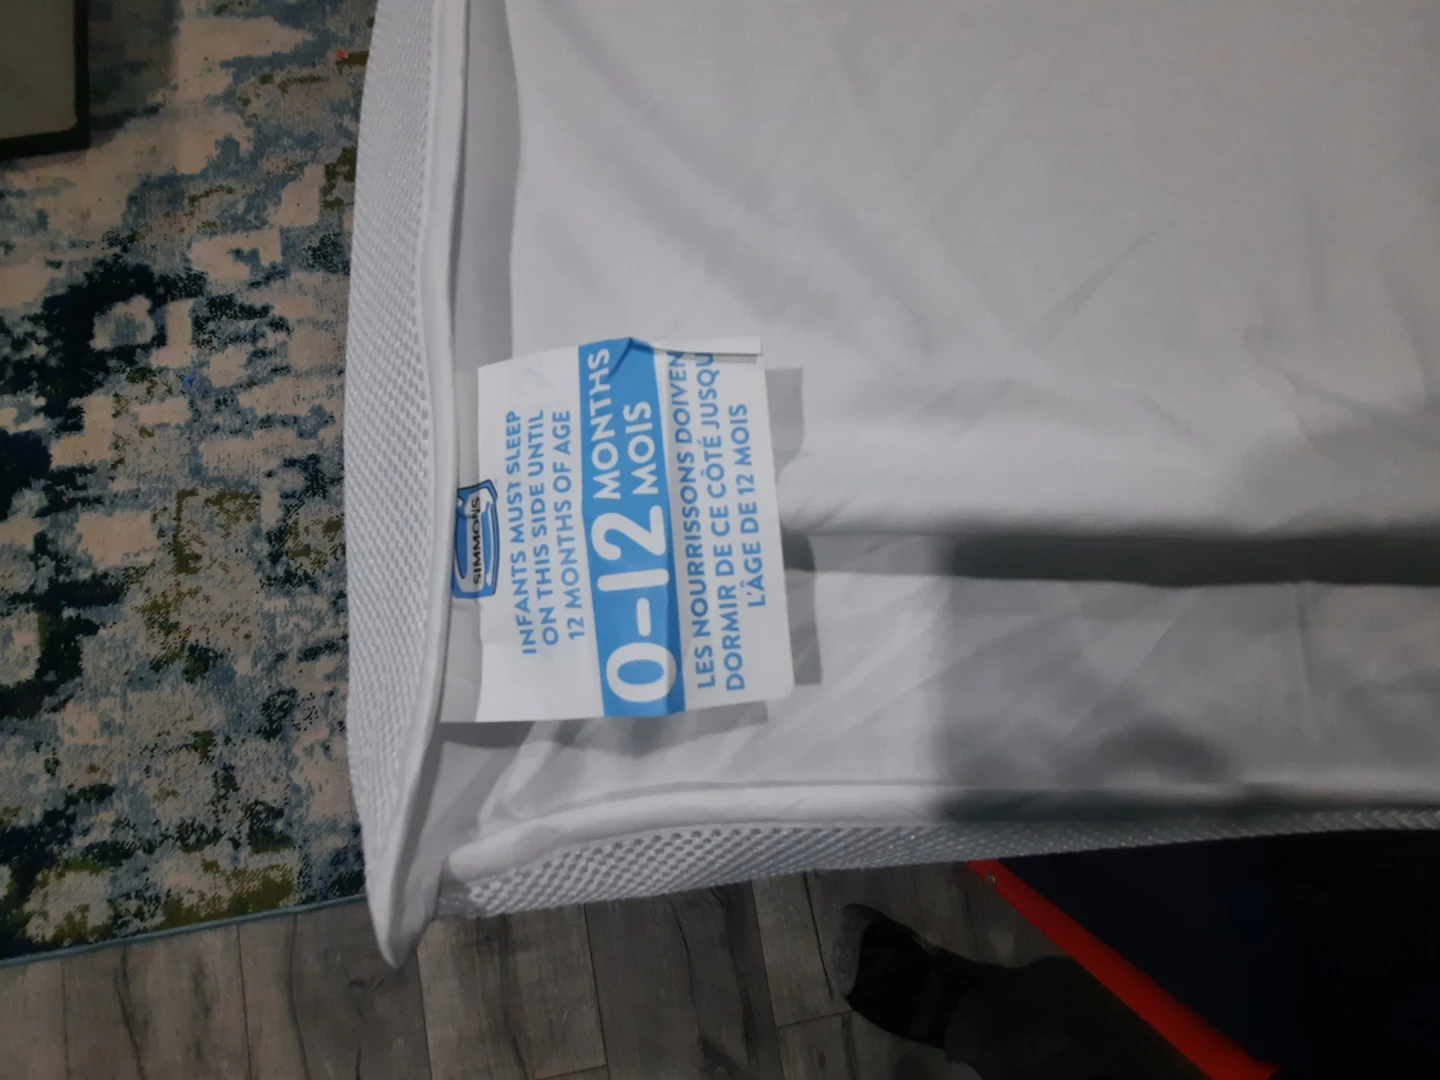 SIMMONS
INFANTS MUST SLEEP
ON THIS SIDE UNTIL
12 MONTHS OF AGE
0-12 MONTHS
MOIS
LES NOURRISSONS DOIVEN
DORMIR DE CE CÔTÉ JUSQU
L'ÂGE DE 12 MOIS